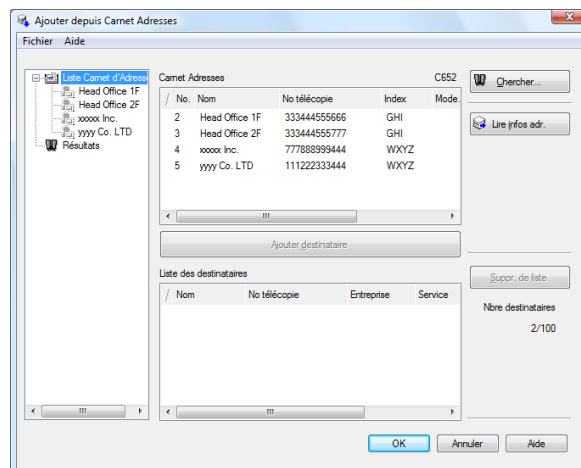 Ajouter depuis Carnet Adresses
Fichier Aide
Liste Carnet d'Adress
Head Office 1F
Head Office 2F
xxxxx Inc.
yyyy Co. LTD
Résultats
Carnet Adresses C652
/ No. Nom No télécopie Index Mode.
2 Head Office 1F 333444555666 GHI
3 Head Office 2F 333444555777 GHI
4 xxxxx Inc. 777888999444 WXYZ
5 yyyy Co. LTD 111222333444 WXYZ
Chercher...
Lire infos adr.
Ajouter destinataire
Liste des destinataires
/ Nom No télécopie Entreprise Service
Suppr. de liste
Nbre destinataires
2/100
OK Annuler Aide